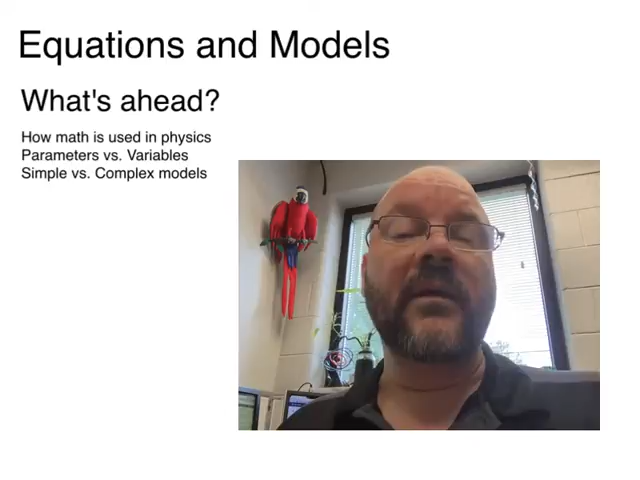 Equations and Models
What's ahead?
How math is used in physics
Parameters vs. Variables
Simple vs. Complex models